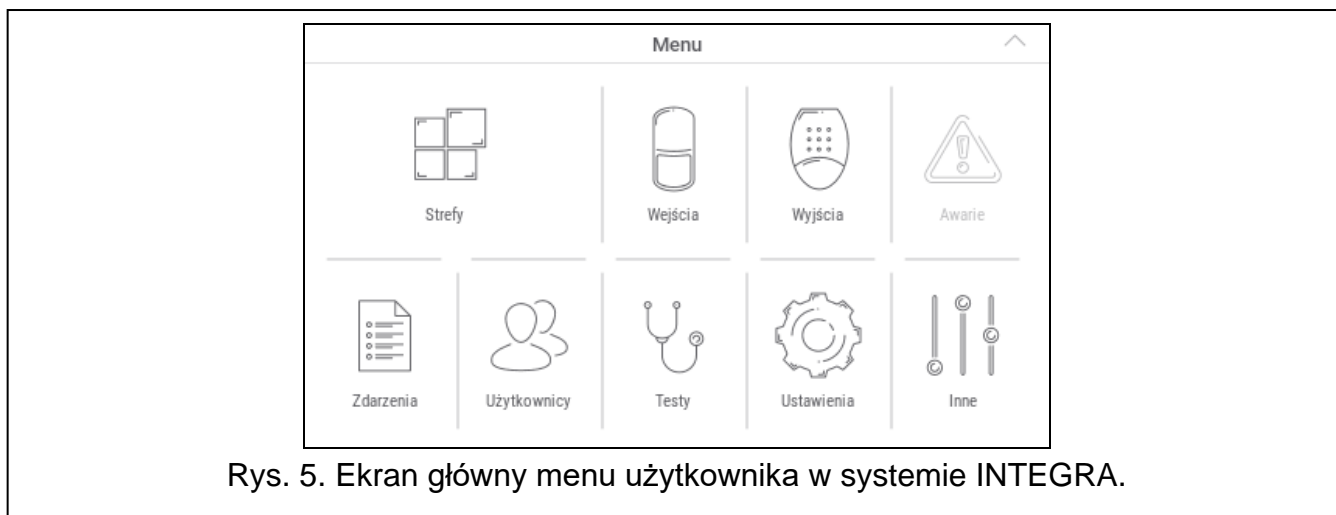 Menu
Strefy
Wejścia
Wyjścia
Awarie
Zdarzenia
Użytkownicy
Testy
Ustawienia
Inne
Rys. 5. Ekran główny menu użytkownika w systemie INTEGRA.